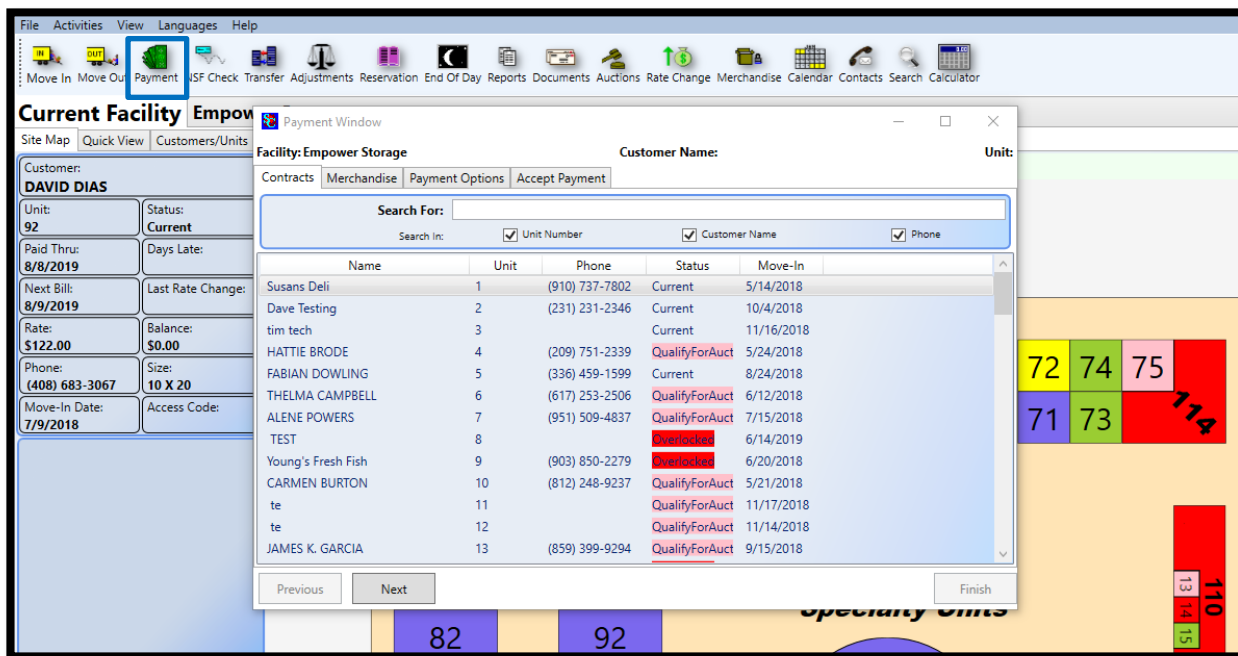 File Activities View Languages Help
IN OUT
Move In Move Out Payment NSF Check Transfer Adjustments Reservation End Of Day Reports Documents Auctions Rate Change Merchandise Calendar Contacts Search Calculator
Current Facility
Site Map Quick View Customers/Units
Customer:
DAVID DIAS
Unit: Status:
92 Current
Paid Thru: Days Late:
8/8/2019
Next Bill: Last Rate Change:
8/9/2019
Rate: Balance:
$122.00 $0.00
Phone: Size:
(408) 683-3067 10 X 20
Move-In Date: Access Code:
7/9/2018
Payment Window
Facility: Empower Storage Customer Name: Unit:
Contracts Merchandise Payment Options Accept Payment
Search For:
Search In: Unit Number Customer Name Phone
Name Unit Phone Status Move-In
Susans Deli 1 (910) 737-7802 Current 5/14/2018
Dave Testing 2 (231) 231-2346 Current 10/4/2018
tim tech 3 Current 11/16/2018
HATTIE BRODE 4 (209) 751-2339 QualifyForAuct 5/24/2018
FABIAN DOWLING 5 (336) 459-1599 Current 8/24/2018
THELMA CAMPBELL 6 (617) 253-2506 QualifyForAuct 6/12/2018
ALENE POWERS 7 (951) 509-4837 QualifyForAuct 7/15/2018
TEST 8 Overlocked 6/14/2019
Young's Fresh Fish 9 (903) 850-2279 Overlocked 6/20/2018
CARMEN BURTON 10 (812) 248-9237 QualifyForAuct 5/21/2018
te 11 QualifyForAuct 11/17/2018
te 12 QualifyForAuct 11/14/2018
JAMES K. GARCIA 13 (859) 399-9294 QualifyForAuct 9/15/2018
Previous Next Finish
72 74 75
71 73
114
13
14
15
110
Specialty Units
82 92